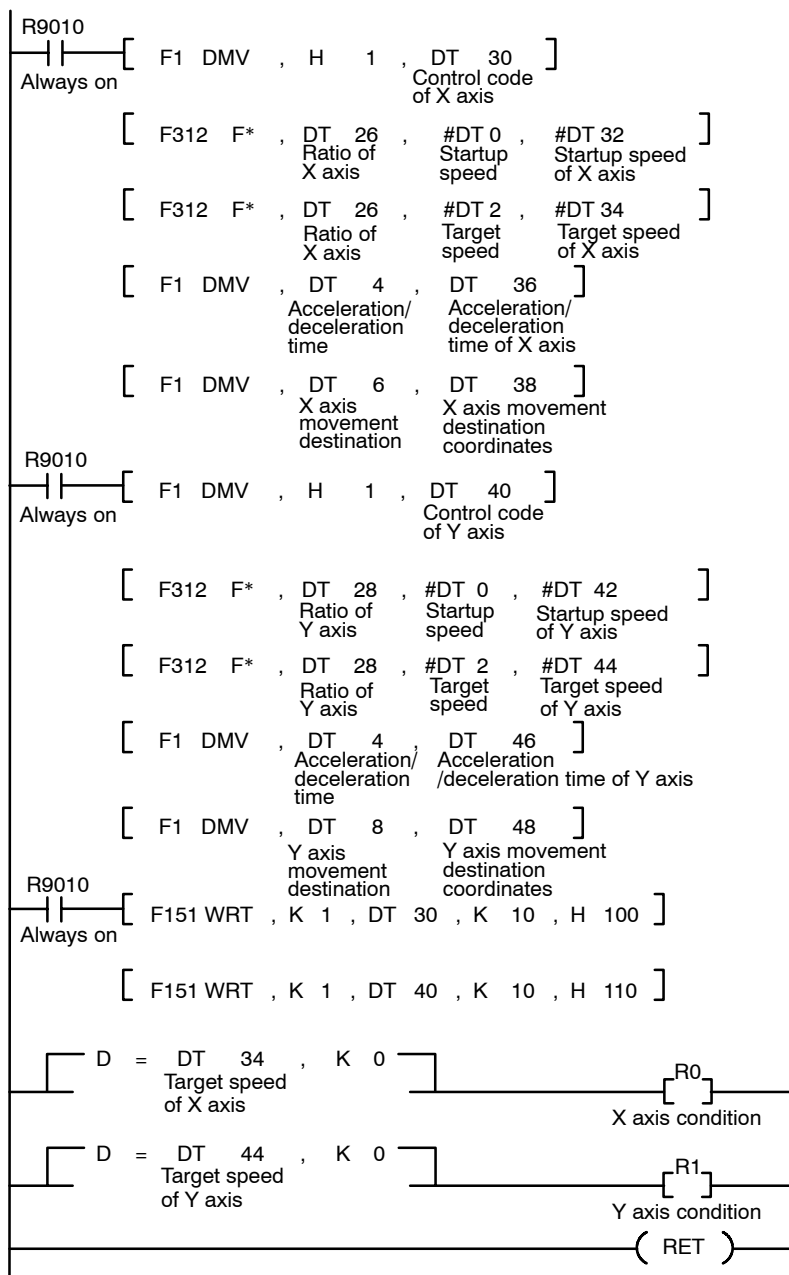 R9010
F1 DMV , H 1 , DT 30
Always on
Control code
of X axis
F312 F* , DT 26 , #DT 0 , #DT 32
Ratio of
X axis
Startup
speed
Startup speed
of X axis
F312 F* , DT 26 , #DT 2 , #DT 34
Ratio of
X axis
Target
speed
Target speed
of X axis
F1 DMV , DT 4 , DT 36
Acceleration/
deceleration
time
Acceleration/
deceleration
time of X axis
F1 DMV , DT 6 , DT 38
X axis
movement
destination
X axis movement
destination
coordinates
R9010
F1 DMV , H 1 , DT 40
Always on
Control code
of Y axis
F312 F* , DT 28 , #DT 0 , #DT 42
Ratio of
Y axis
Startup
speed
Startup speed
of Y axis
F312 F* , DT 28 , #DT 2 , #DT 44
Ratio of
Y axis
Target
speed
Target speed
of Y axis
F1 DMV , DT 4 , DT 46
Acceleration/
deceleration
time
Acceleration
/deceleration time of Y axis
F1 DMV , DT 8 , DT 48
Y axis
movement
destination
Y axis movement
destination
coordinates
R9010
F151 WRT , K 1 , DT 30 , K 10 , H 100
Always on
F151 WRT , K 1 , DT 40 , K 10 , H 110
D = DT 34 , K 0
Target speed
of X axis
R0
X axis condition
D = DT 44 , K 0
Target speed
of Y axis
R1
Y axis condition
RET